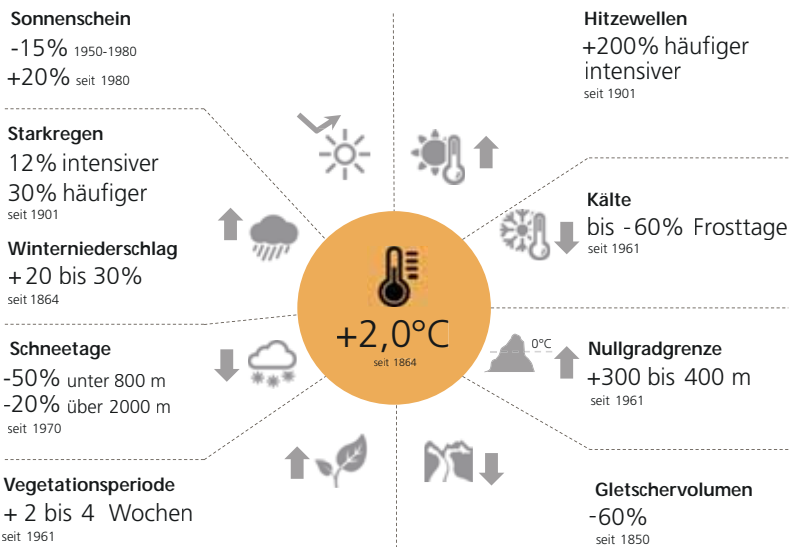 Sonnenschein
-15% 1950-1980
+20% seit 1980
Starkregen
12% intensiver
30% häufiger
seit 1901
Winterniederschlag
+20 bis 30%
seit 1864
Schneetage
-50% unter 800 m
-20% über 2000 m
seit 1970
Vegetationsperiode
+ 2 bis 4 Wochen
seit 1961
+2,0°C
seit 1864
Hitzewellen
+200% häufiger
intensiver
seit 1901
Kälte
bis -60% Frosttage
seit 1961
0°C
Nullgradgrenze
+300 bis 400 m
seit 1961
Gletschervolumen
-60%
seit 1850